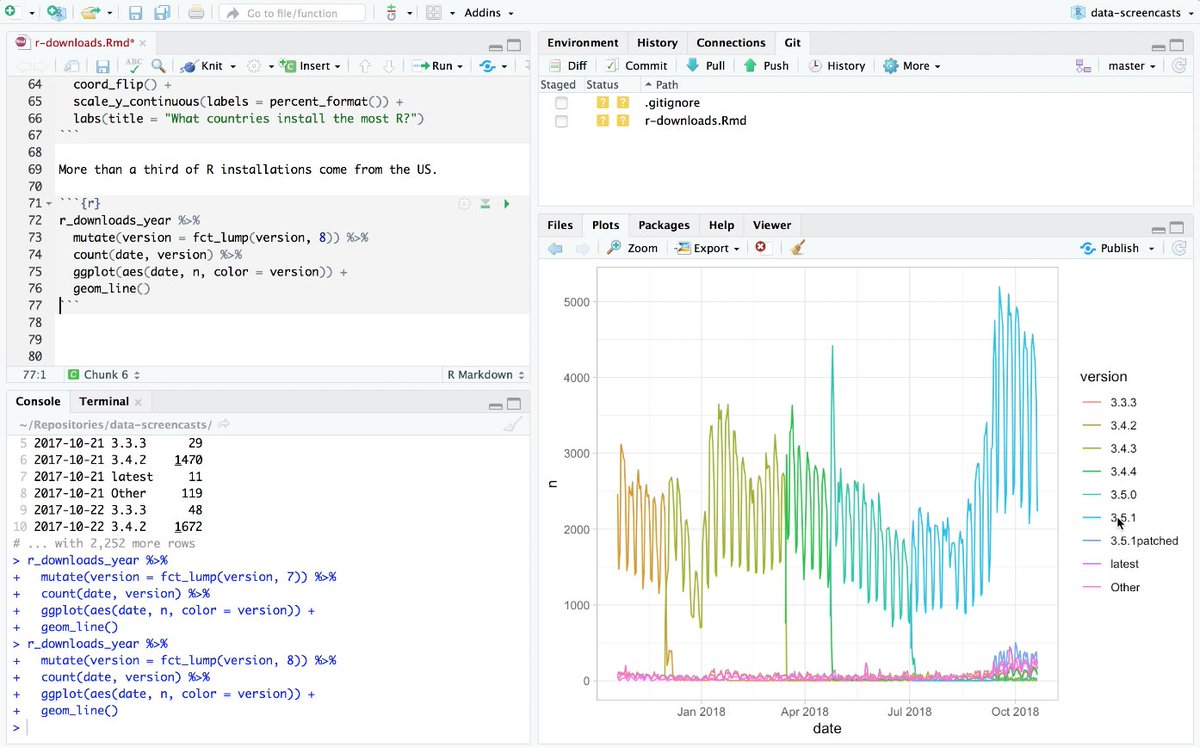 Go to file/function
Addins
data-screencasts
r-downloads.Rmd*
ABC
Knit
Insert
Run
64 coord_flip() +
65 scale_y_continuous(labels = percent_format()) +
66 labs(title = "What countries install the most R?")
67 ```
68
69 More than a third of R installations come from the US.
70
71 ```{r}
72 r_downloads_year %>%
73 mutate(version = fct_lump(version, 8)) %>%
74 count(date, version) %>%
75 ggplot(aes(date, n, color = version)) +
76 geom_line()
77 ```
78
79
80
77:1 Chunk 6 R Markdown
Console Terminal
~/Repositories/data-screencasts/
5 2017-10-21 3.3.3 29
6 2017-10-21 3.4.2 1470
7 2017-10-21 latest 11
8 2017-10-21 Other 119
9 2017-10-22 3.3.3 48
10 2017-10-22 3.4.2 1672
# ... with 2,252 more rows
> r_downloads_year %>%
+ mutate(version = fct_lump(version, 7)) %>%
+ count(date, version) %>%
+ ggplot(aes(date, n, color = version)) +
+ geom_line()
> r_downloads_year %>%
+ mutate(version = fct_lump(version, 8)) %>%
+ count(date, version) %>%
+ ggplot(aes(date, n, color = version)) +
+ geom_line()
>
Environment History Connections Git
Diff Commit Pull Push History More master
Staged Status Path
? ? .gitignore
? ? r-downloads.Rmd
Files Plots Packages Help Viewer
Zoom Export Publish
5000
4000
3000
2000
1000
0
n
Jan 2018 Apr 2018 Jul 2018 Oct 2018
date
version
3.3.3
3.4.2
3.4.3
3.4.4
3.5.0
3.5.1
3.5.1patched
latest
Other